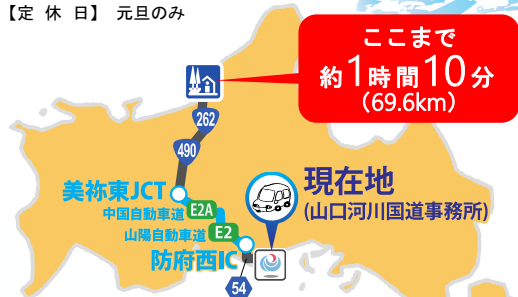 【定 休 日】 元旦のみ
ここまで
約1時間10分
(69.6km)
262
490
美祢東JCT
中国自動車道 E2A
山陽自動車道 E2
防府西IC
54
現在地
(山口河川国道事務所)